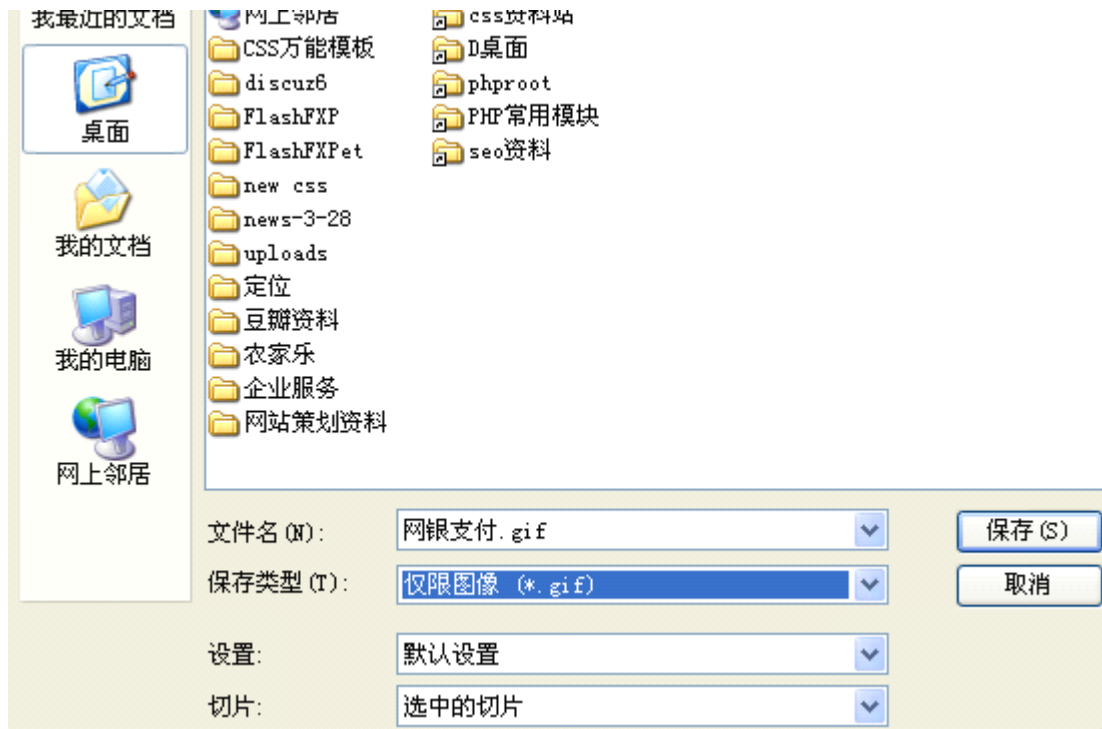 我最近的文档
桌面
我的文档
我的电脑
网上邻居
网上邻居
CSS万能模板
discuz6
FlashFXP
FlashFXPet
new css
news-3-28
uploads
定位
豆瓣资料
农家乐
企业服务
网站策划资料
css资料站
D桌面
phproot
PHP常用模块
seo资料
文件名(N):
网银支付.gif
保存(S)
保存类型(T):
仅限图像 (*.gif)
取消
设置:
默认设置
切片:
选中的切片